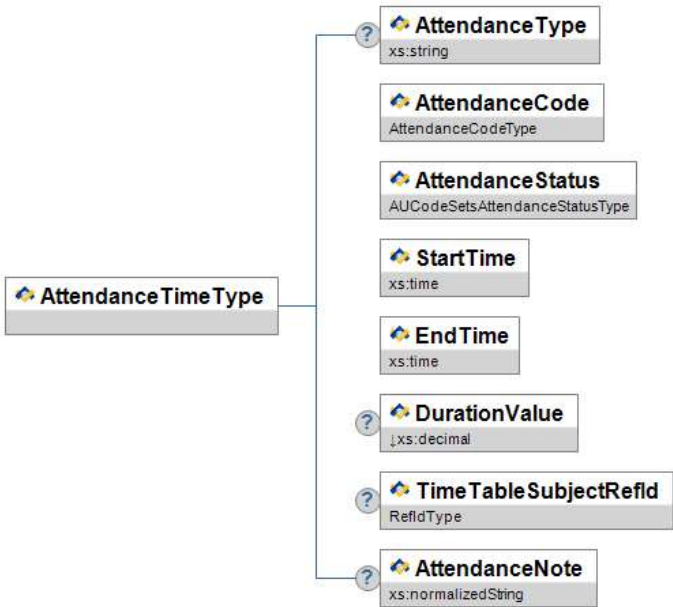 ?
AttendanceType
xs:string
AttendanceCode
AttendanceCodeType
AttendanceStatus
AUCodeSetsAttendanceStatusType
StartTime
xs:time
AttendanceTimeType
EndTime
xs:time
?
DurationValue
↓xs:decimal
?
TimeTableSubjectRefId
RefIdType
?
AttendanceNote
xs:normalizedString